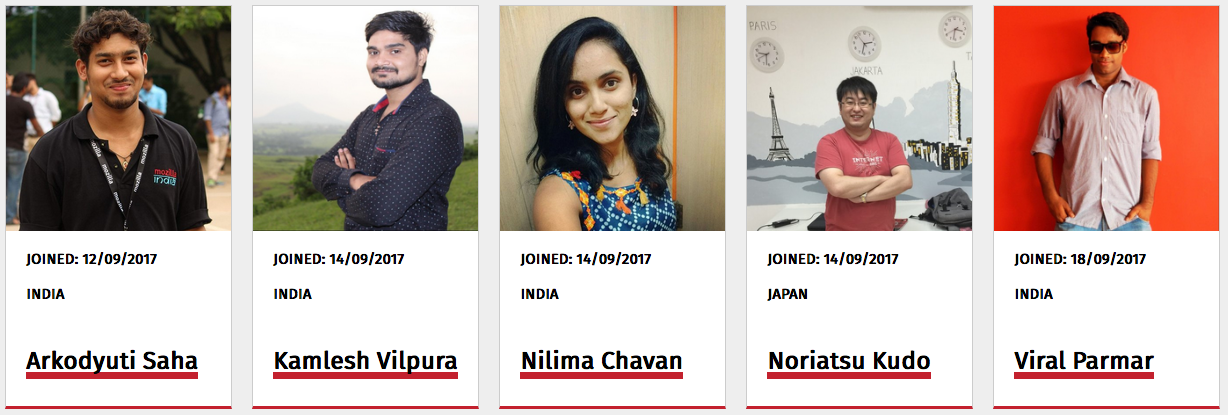 mozilla
india
PARIS
JAKARTA
INTERNET
JOINED: 12/09/2017
INDIA
Arkodyuti Saha
JOINED: 14/09/2017
INDIA
Kamlesh Vilpura
JOINED: 14/09/2017
INDIA
Nilima Chavan
JOINED: 14/09/2017
JAPAN
Noriatsu Kudo
JOINED: 18/09/2017
INDIA
Viral Parmar